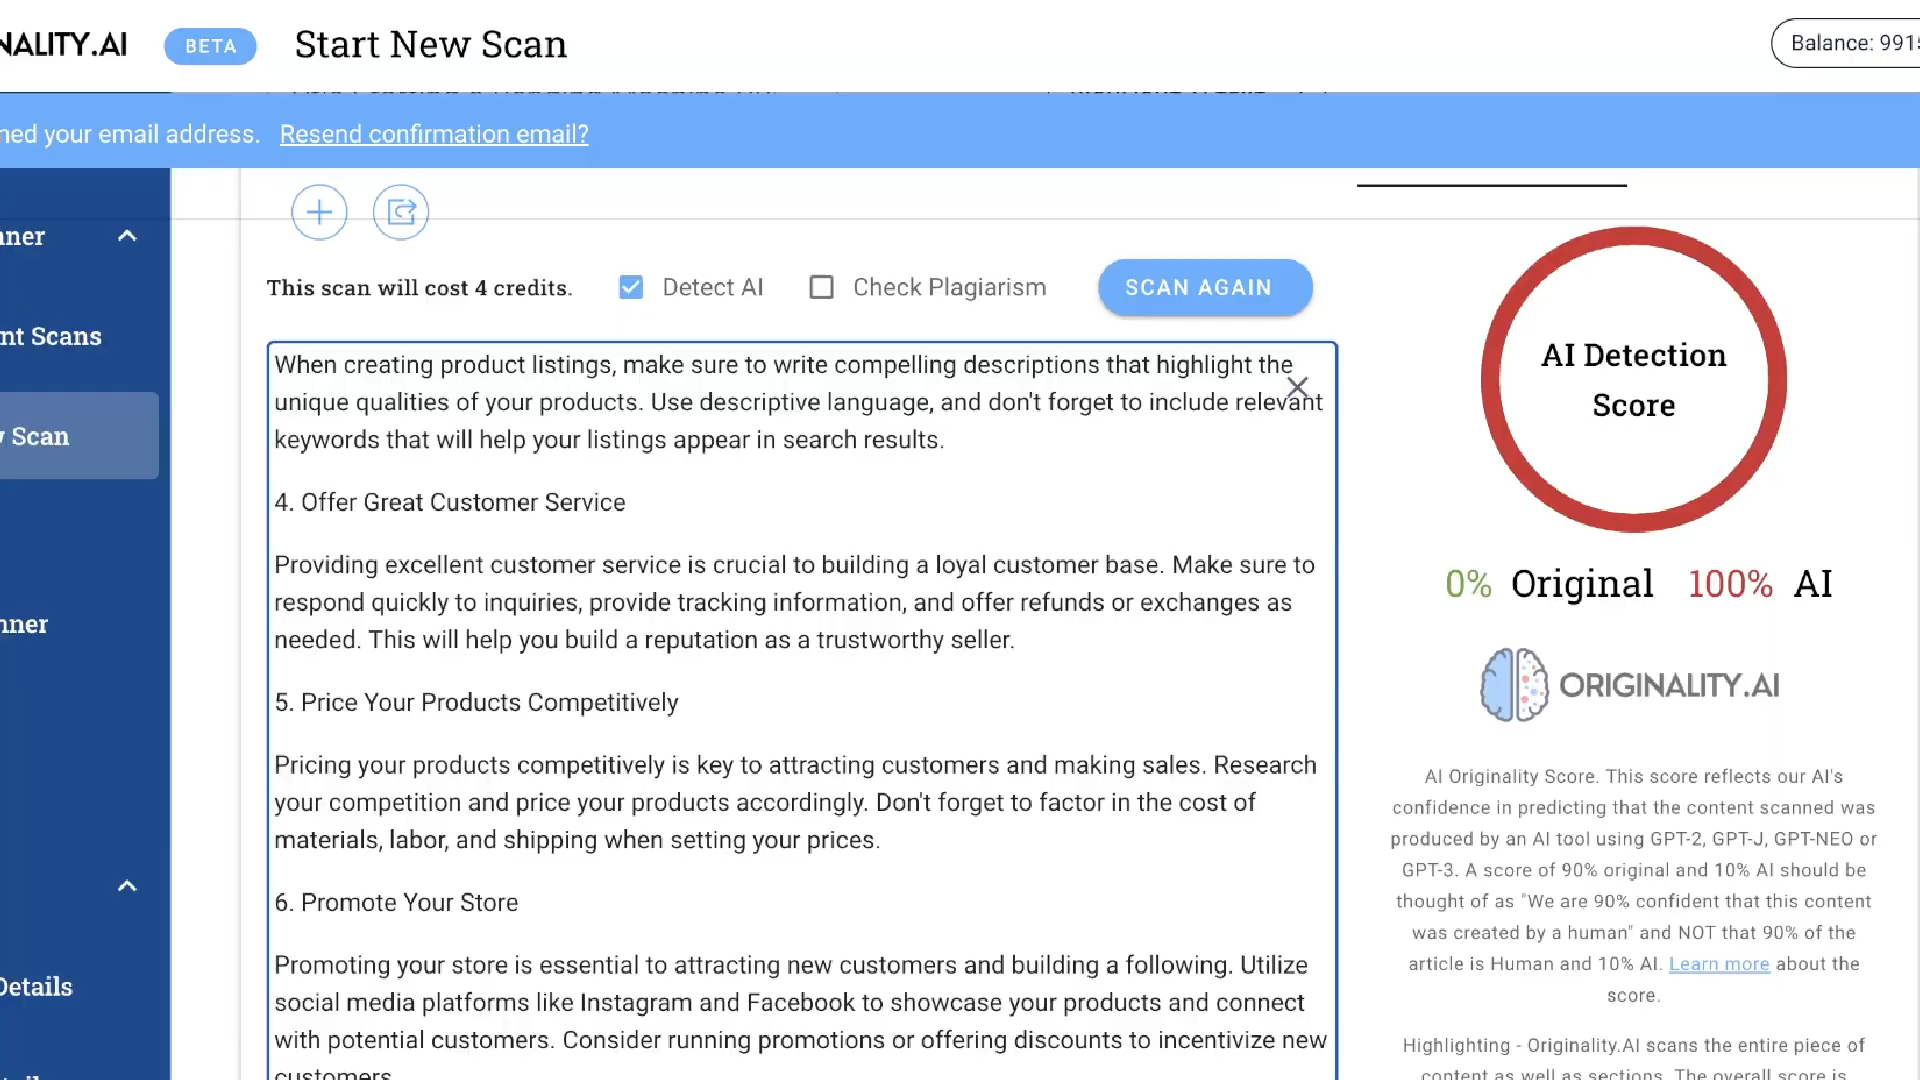 NALITY.AI BETA Start New Scan Balance: 991
your email address. Resend confirmation email?
This scan will cost 4 credits. Detect AI Check Plagiarism SCAN AGAIN
Scans
Scan
Details
When creating product listings, make sure to write compelling descriptions that highlight the
unique qualities of your products. Use descriptive language, and don't forget to include relevant
keywords that will help your listings appear in search results.
4. Offer Great Customer Service
Providing excellent customer service is crucial to building a loyal customer base. Make sure to
respond quickly to inquiries, provide tracking information, and offer refunds or exchanges as
needed. This will help you build a reputation as a trustworthy seller.
5. Price Your Products Competitively
Pricing your products competitively is key to attracting customers and making sales. Research
your competition and price your products accordingly. Don't forget to factor in the cost of
materials, labor, and shipping when setting your prices.
6. Promote Your Store
Promoting your store is essential to attracting new customers and building a following. Utilize
social media platforms like Instagram and Facebook to showcase your products and connect
with potential customers. Consider running promotions or offering discounts to incentivize new
customers.
AI Detection
Score
0% Original 100% AI
ORIGINALITY.AI
AI Originality Score. This score reflects our AI's
confidence in predicting that the content scanned was
produced by an AI tool using GPT-2, GPT-J, GPT-NEO or
GPT-3. A score of 90% original and 10% AI should be
thought of as "We are 90% confident that this content
was created by a human" and NOT that 90% of the
article is Human and 10% AI. Learn more about the
score.
Highlighting - Originality.AI scans the entire piece of
content as well as sections. The overall score is